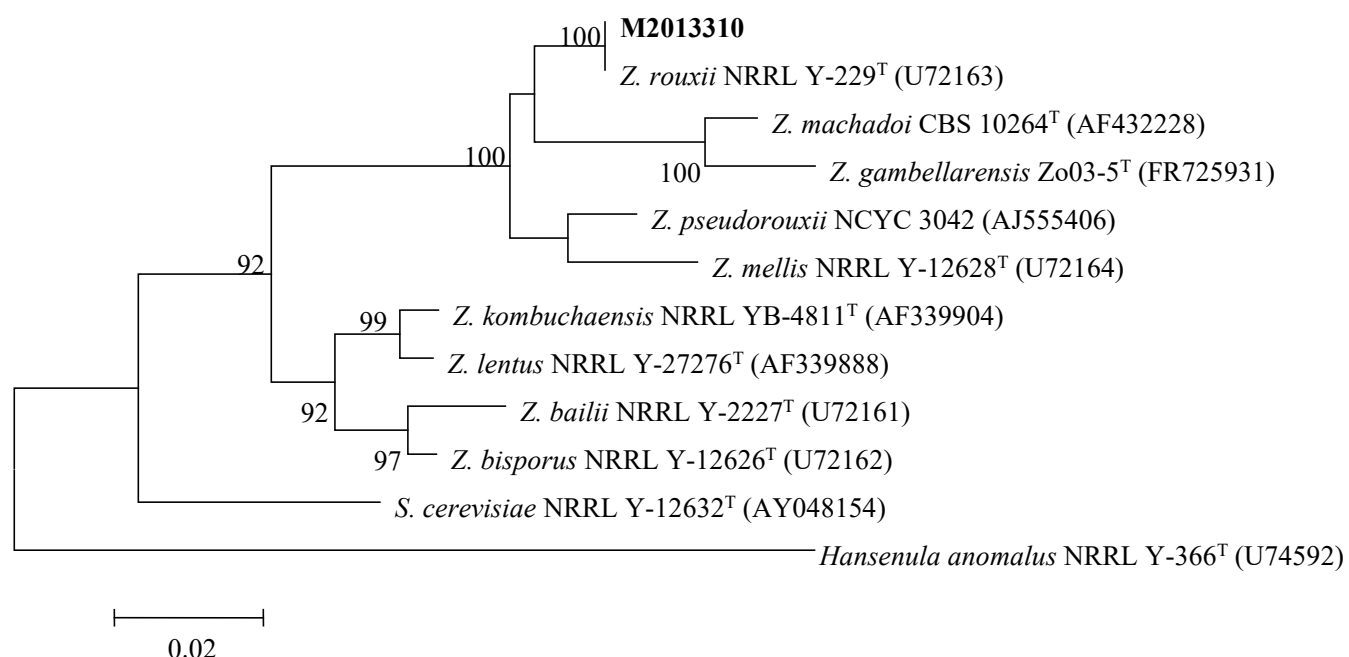 M2013310
100
Z. rouxii NRRL Y-229ᵀ (U72163)
Z. machadoi CBS 10264ᵀ (AF432228)
100
100
Z. gambellarensis Zo03-5ᵀ (FR725931)
Z. pseudorouxii NCYC 3042 (AJ555406)
92
Z. mellis NRRL Y-12628ᵀ (U72164)
99
Z. kombuchaensis NRRL YB-4811ᵀ (AF339904)
Z. lentus NRRL Y-27276ᵀ (AF339888)
92
Z. bailii NRRL Y-2227ᵀ (U72161)
97
Z. bisporus NRRL Y-12626ᵀ (U72162)
S. cerevisiae NRRL Y-12632ᵀ (AY048154)
Hansenula anomalus NRRL Y-366ᵀ (U74592)
0.02